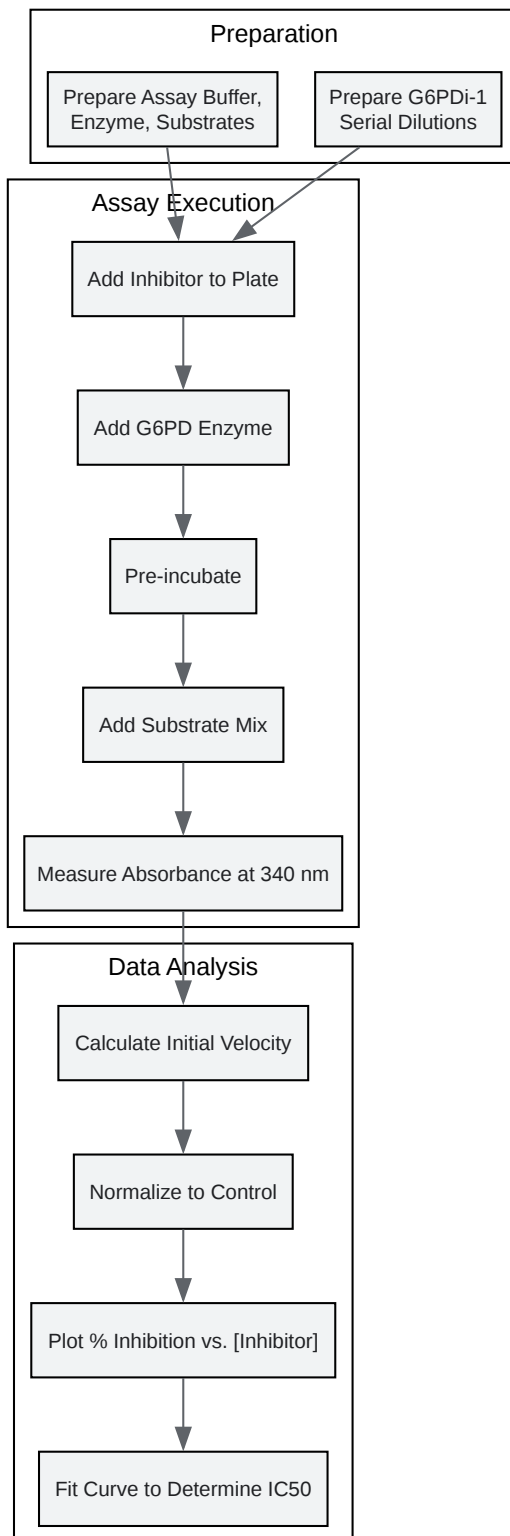 Preparation
Prepare Assay Buffer,
Enzyme, Substrates
Prepare G6PDi-1
Serial Dilutions
Assay Execution
Add Inhibitor to Plate
Add G6PD Enzyme
Pre-incubate
Add Substrate Mix
Measure Absorbance at 340 nm
Data Analysis
Calculate Initial Velocity
Normalize to Control
Plot % Inhibition vs. [Inhibitor]
Fit Curve to Determine IC50